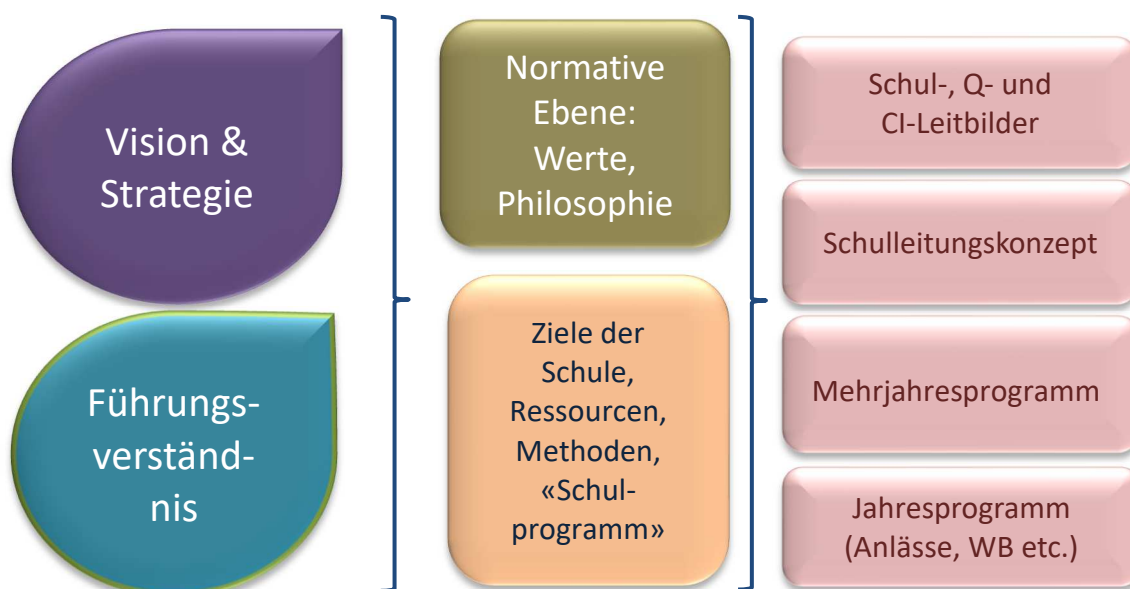 Vision &
Strategie
Führungs-
verständ-
nis
Normative
Ebene:
Werte,
Philosophie
Ziele der
Schule,
Ressourcen,
Methoden,
«Schul-
programm»
Schul-, Q- und
CI-Leitbilder
Schulleitungskonzept
Mehrjahresprogramm
Jahresprogramm
(Anlässe, WB etc.)